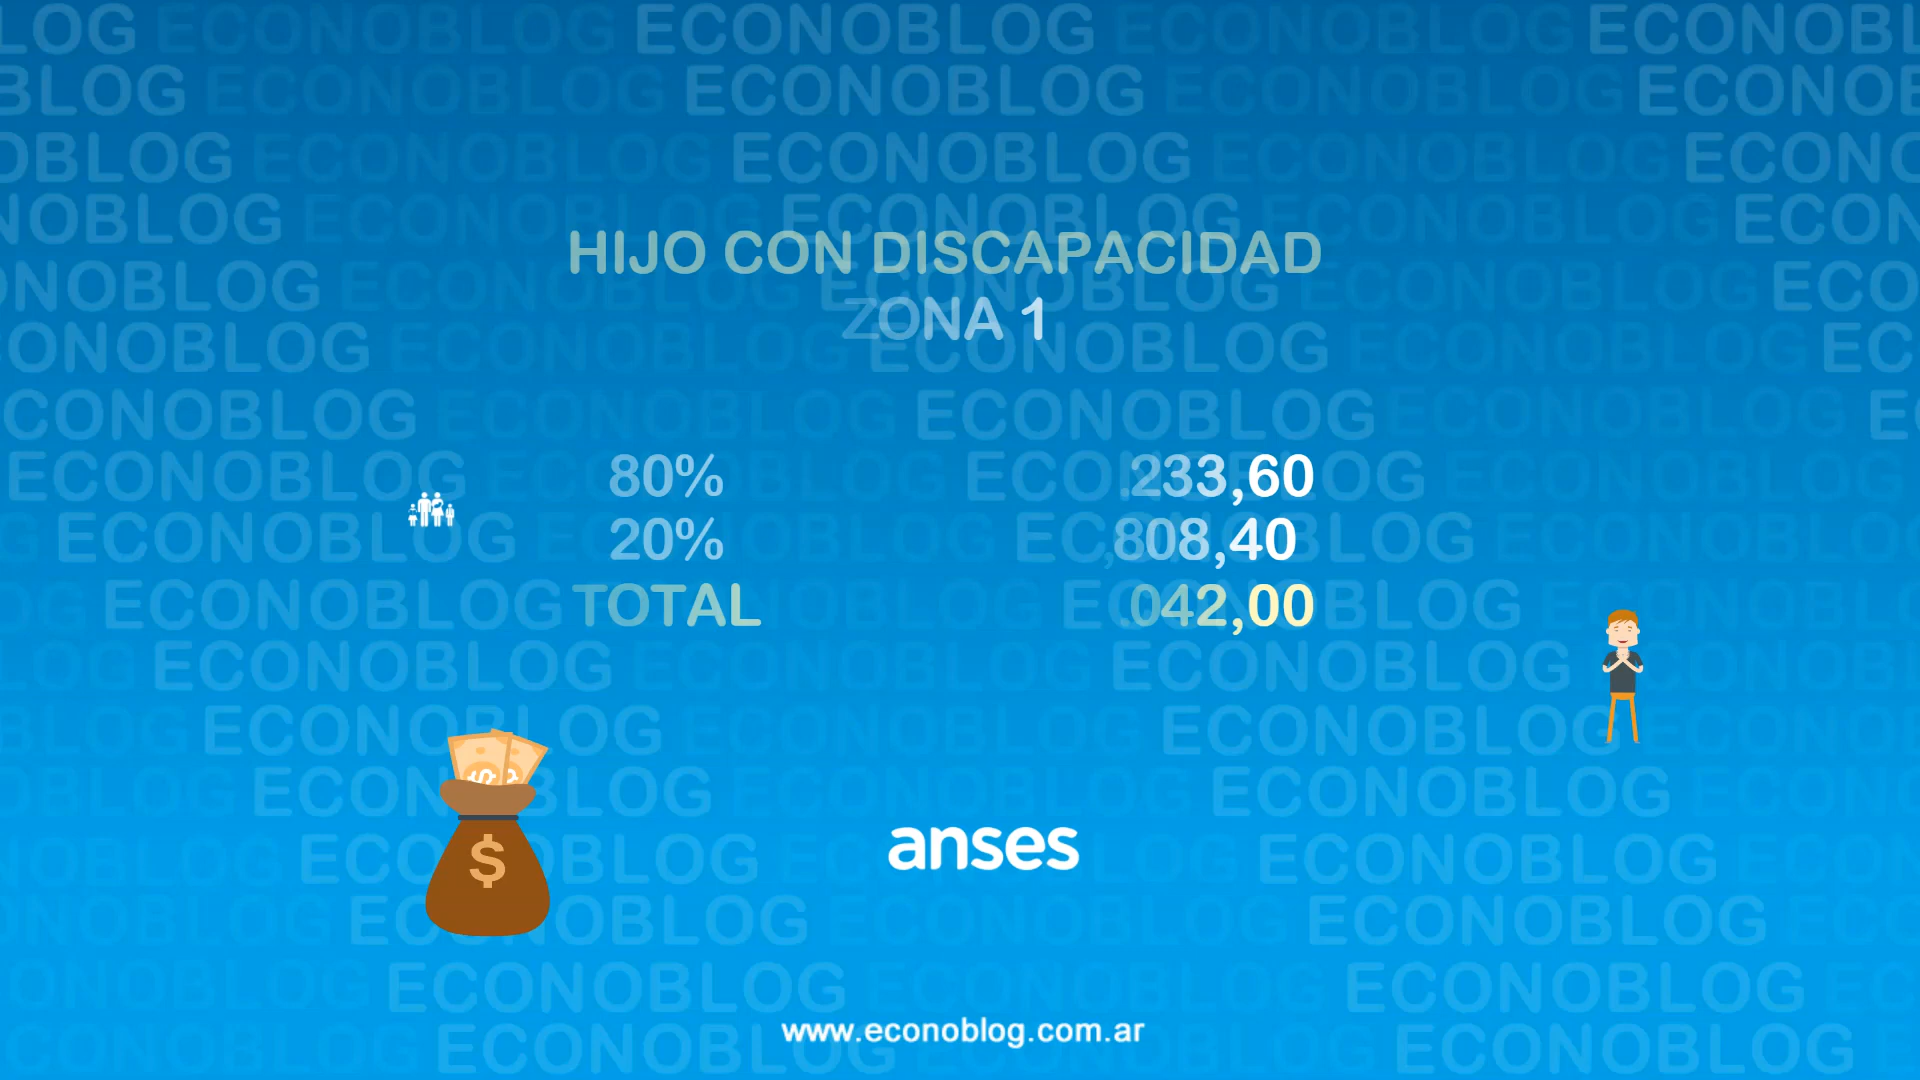 HIJO CON DISCAPACIDAD
ZONA 1
80% .233,60
20% ,808,40
TOTAL .042,00
$
anses
www.econoblog.com.ar
ECONOBLOG